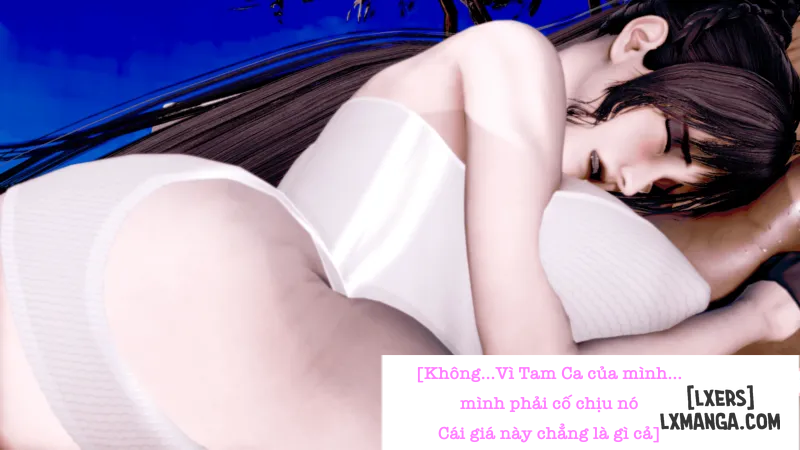 [Không...Vì Tam Ca của mình...
mình phải cố chịu nó
Cái giá này chẳng là gì cả]
[LXERS]
LXMANGA.COM